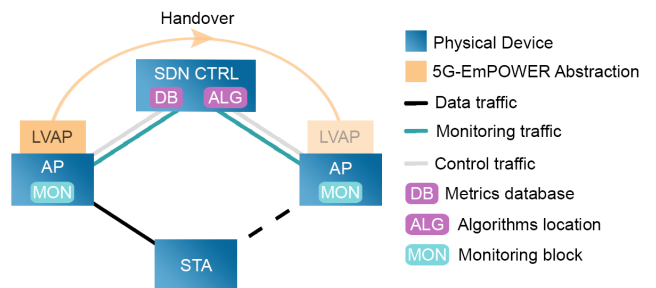 Handover
SDN CTRL
DB ALG
LVAP
LVAP
AP
AP
MON
MON
STA
Physical Device
5G-EmPOWER Abstraction
Data traffic
Monitoring traffic
Control traffic
DB Metrics database
ALG Algorithms location
MON Monitoring block